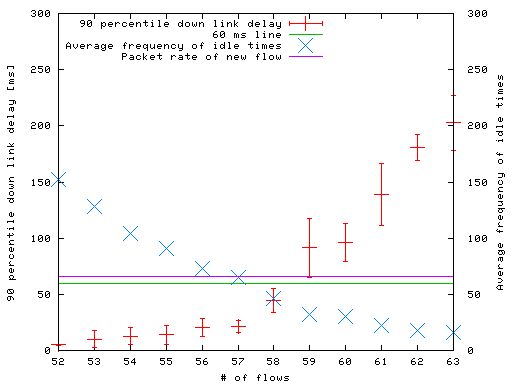 300 90 percentile down link delay 300
60 ms line
Average frequency of idle times
Packet rate of new flow
250 250
200 200
150 150
100 100
50 50
0 0
52 53 54 55 56 57 58 59 60 61 62 63
# of flows
90 percentile down link delay [ms]
Average frequency of idle times